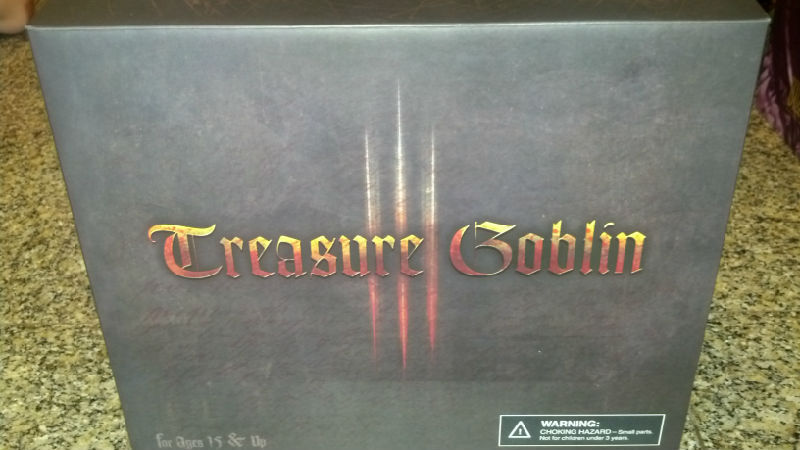 Treasure Goblin
for Ages 15 & Up
WARNING:
CHOKING HAZARD – Small parts.
Not for children under 3 years.